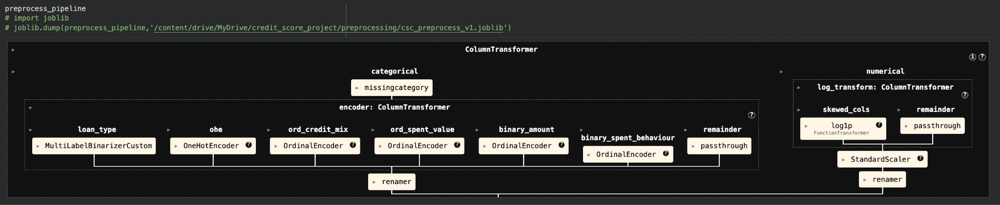 preprocess_pipeline
# import joblib
# joblib.dump(preprocess_pipeline,'/content/drive/MyDrive/credit_score_project/preprocessing/csc_preprocess_v1.joblib')
ColumnTransformer
i ?
categorical
missingcategory
encoder: ColumnTransformer
?
loan_type
MultiLabelBinarizerCustom
ohe
OneHotEncoder ?
ord_credit_mix
OrdinalEncoder ?
ord_spent_value
OrdinalEncoder ?
binary_amount
OrdinalEncoder ?
binary_spent_behaviour
OrdinalEncoder ?
remainder
passthrough
renamer
numerical
log_transform: ColumnTransformer
?
skewed_cols
log1p ?
FunctionTransformer
remainder
passthrough
StandardScaler ?
renamer